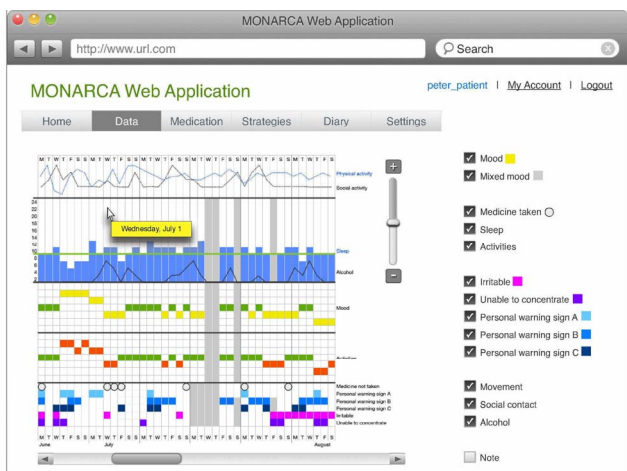 MONARCA Web Application
http://www.url.com
Search
MONARCA Web Application
peter_patient | My Account | Logout
Home Data Medication Strategies Diary Settings
M T W T F S S M T W T F S S M T W T F S S M T W T F S S M T W T F S S M T W T F S
Physical activity
Social activity
24
22
20
18
16
14
12
10
8
6
4
2
Wednesday, July 1
Sleep
Alcohol
Mood
Medicine not taken
Personal warning sign A
Personal warning sign B
Personal warning sign C
Irritable
Unable to concentrate
M T W T F S S M T W T F S S M T W T F S S M T W T F S S M T W T F S S M T W T F S
June July August
Mood
Mixed mood
Medicine taken
Sleep
Activities
Irritable
Unable to concentrate
Personal warning sign A
Personal warning sign B
Personal warning sign C
Movement
Social contact
Alcohol
Note